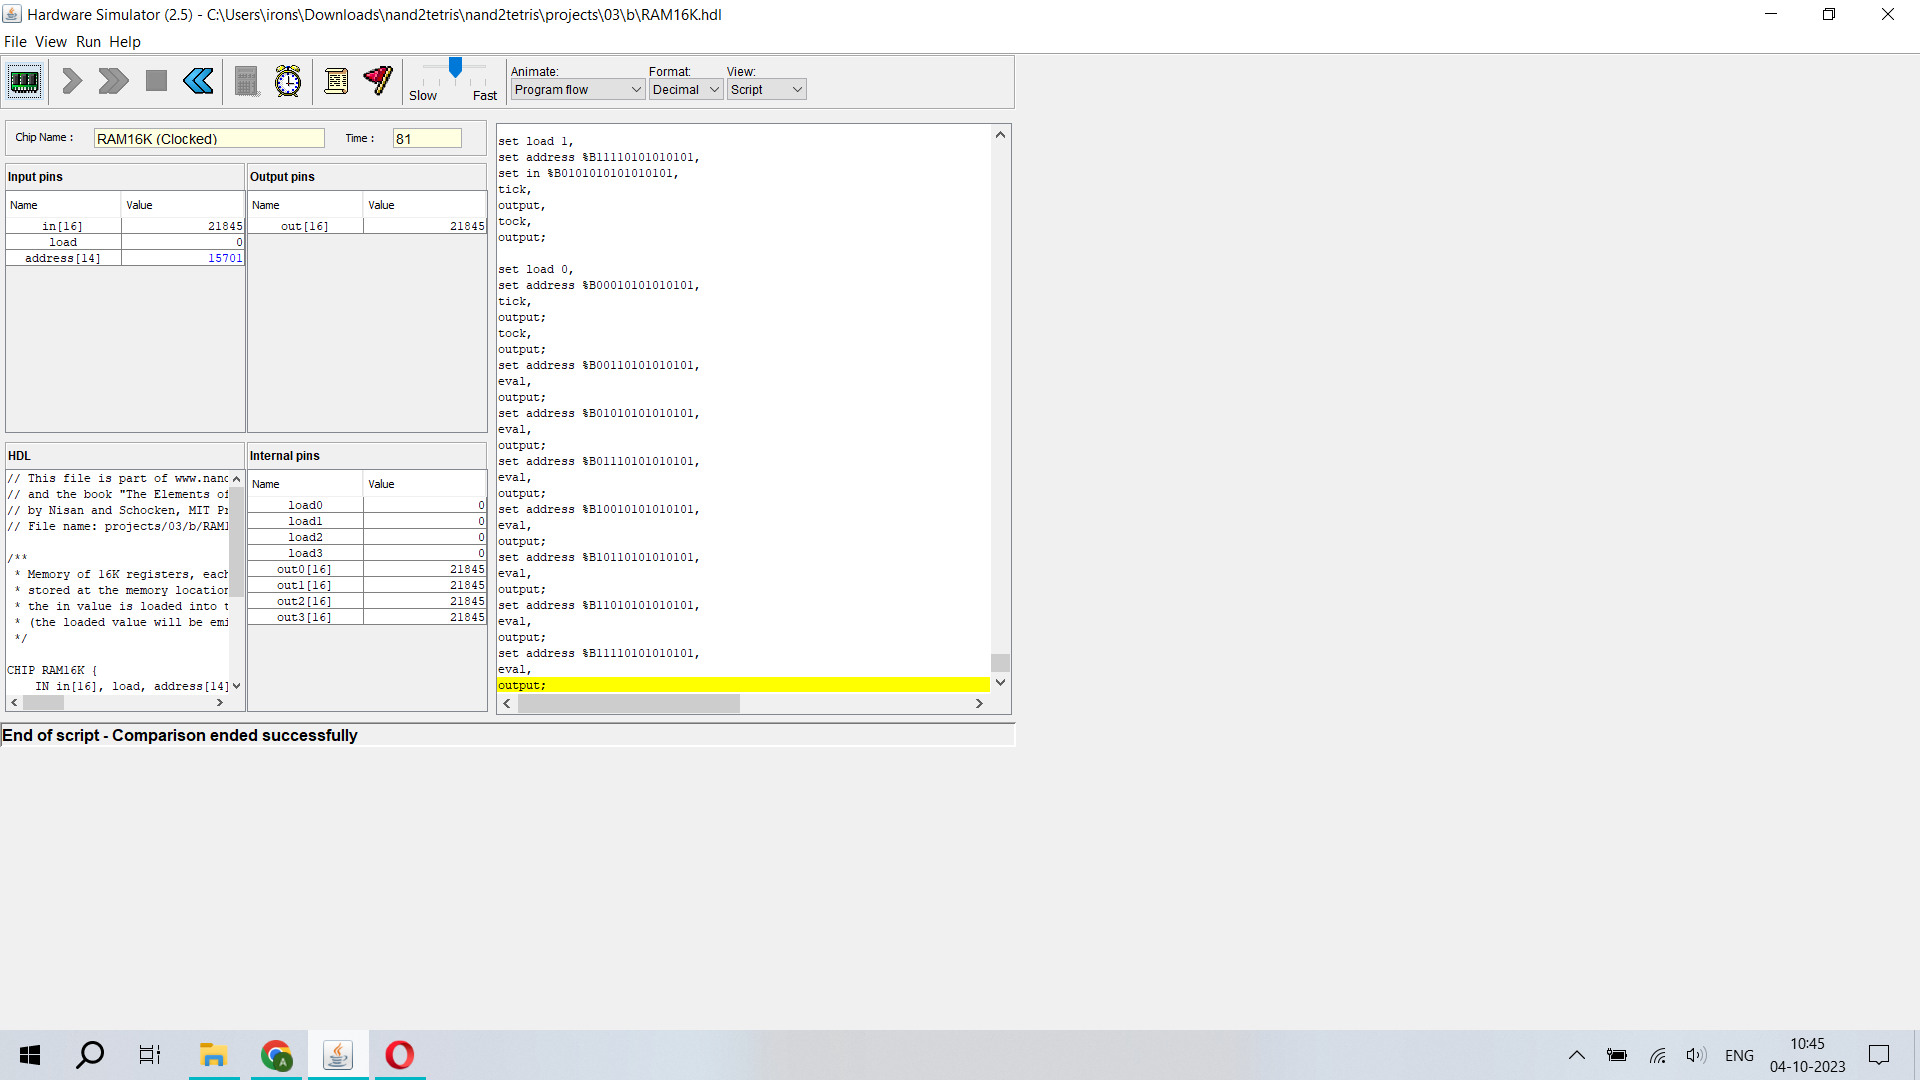 Hardware Simulator (2.5) - C:\Users\irons\Downloads\nand2tetris\nand2tetris\projects\03\b\RAM16K.hdl
File View Run Help
Slow Fast
Animate: Format: View:
Program flow Decimal Script
Chip Name : RAM16K (Clocked) Time : 81
Input pins
Name Value
in[16] 21845
load 0
address[14] 15701
Output pins
Name Value
out[16] 21845
HDL
// This file is part of www.nand
// and the book "The Elements of
// by Nisan and Schocken, MIT Pr
// File name: projects/03/b/RAM1
/**
* Memory of 16K registers, each
* stored at the memory location
* the in value is loaded into t
* (the loaded value will be emi
*/
CHIP RAM16K {
IN in[16], load, address[14]
Internal pins
Name Value
load0 0
load1 0
load2 0
load3 0
out0[16] 21845
out1[16] 21845
out2[16] 21845
out3[16] 21845
set load 1,
set address %B11110101010101,
set in %B0101010101010101,
tick,
output,
tock,
output;
set load 0,
set address %B00010101010101,
tick,
output;
tock,
output;
set address %B00110101010101,
eval,
output;
set address %B01010101010101,
eval,
output;
set address %B01110101010101,
eval,
output;
set address %B10010101010101,
eval,
output;
set address %B10110101010101,
eval,
output;
set address %B11010101010101,
eval,
output;
set address %B11110101010101,
eval,
output;
End of script - Comparison ended successfully
A
ENG
10:45
04-10-2023